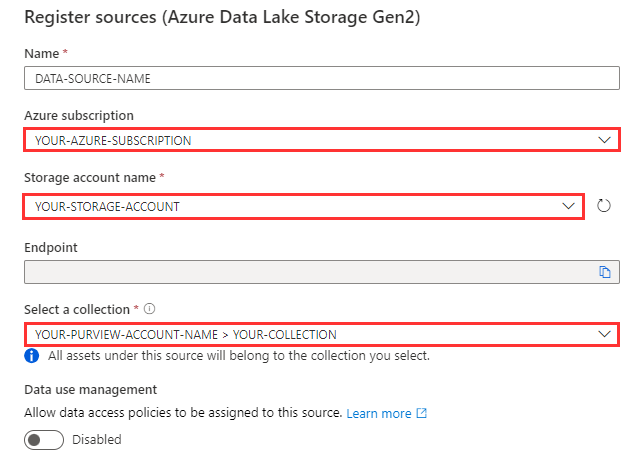 Register sources (Azure Data Lake Storage Gen2)
Name *
DATA-SOURCE-NAME
Azure subscription
YOUR-AZURE-SUBSCRIPTION
Storage account name *
YOUR-STORAGE-ACCOUNT
Endpoint
Select a collection *
YOUR-PURVIEW-ACCOUNT-NAME > YOUR-COLLECTION
All assets under this source will belong to the collection you select.
Data use management
Allow data access policies to be assigned to this source. Learn more
Disabled